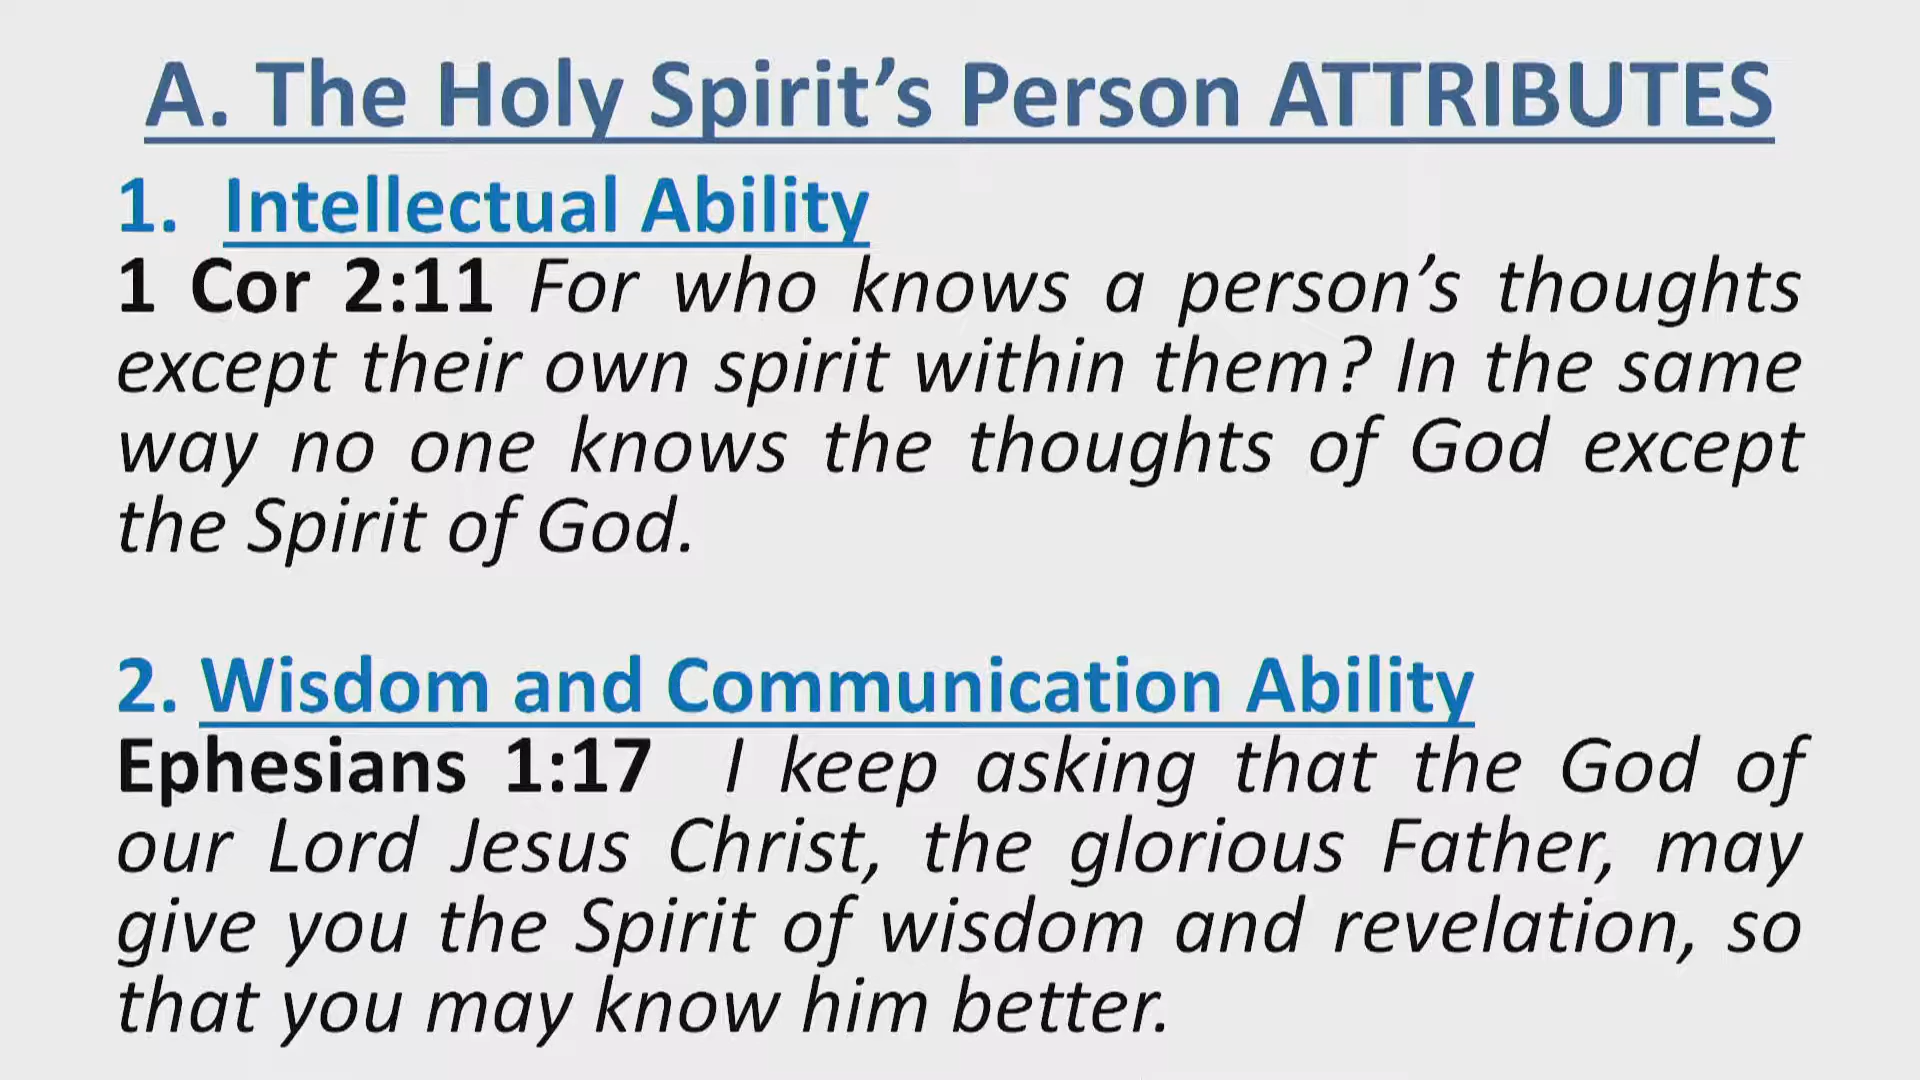 A. The Holy Spirit’s Person ATTRIBUTES
1. Intellectual Ability
1 Cor 2:11 For who knows a person’s thoughts
except their own spirit within them? In the same
way no one knows the thoughts of God except
the Spirit of God.
2. Wisdom and Communication Ability
Ephesians 1:17 I keep asking that the God of
our Lord Jesus Christ, the glorious Father, may
give you the Spirit of wisdom and revelation, so
that you may know him better.